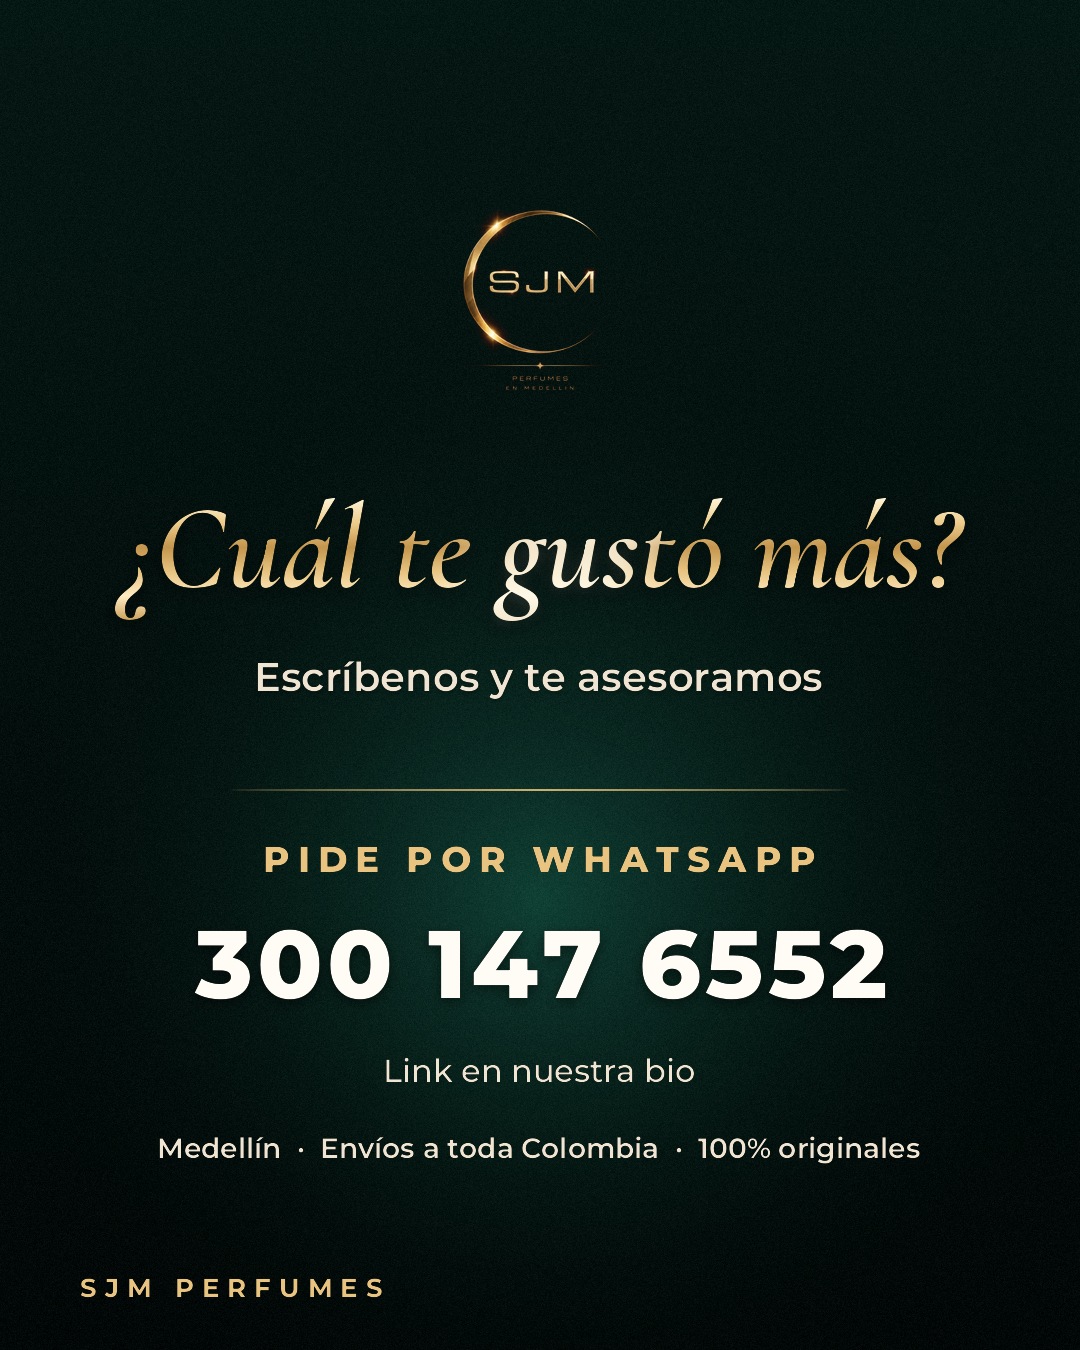 SJM
PERFUMES
EN MEDELLÍN
¿Cuál te gustó más?
Escríbenos y te asesoramos
PIDE POR WHATSAPP
300 147 6552
Link en nuestra bio
Medellín · Envíos a toda Colombia · 100% originales
SJM PERFUMES